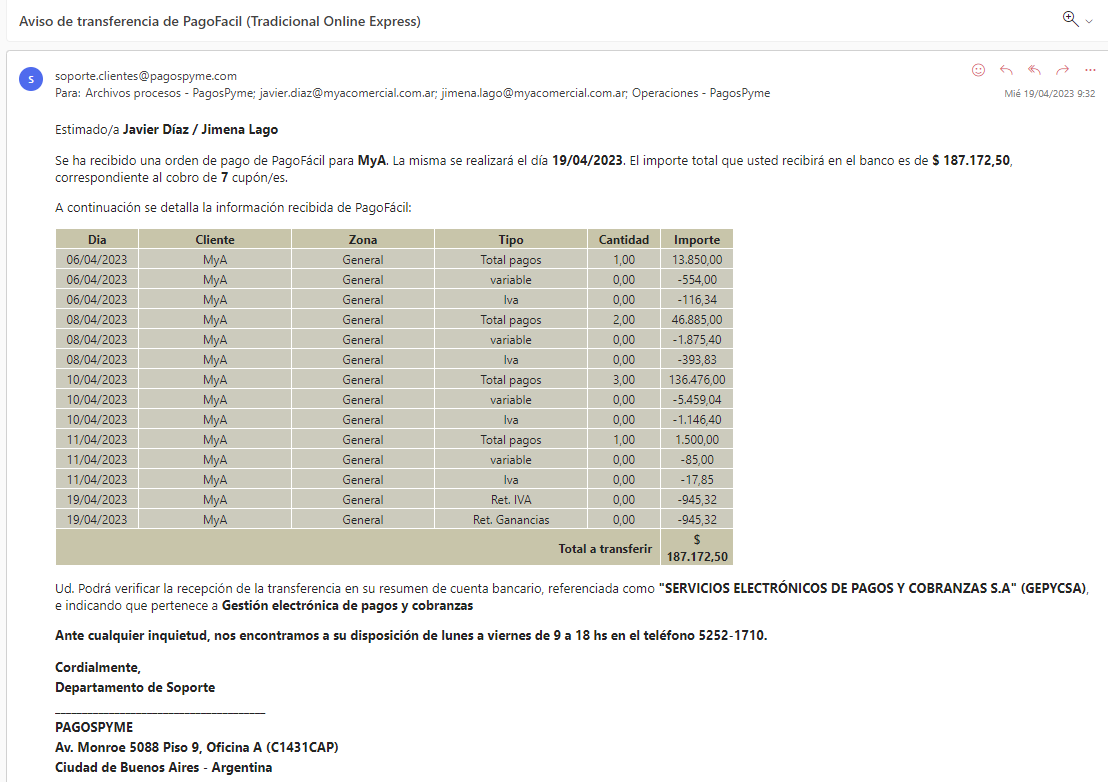 Aviso de transferencia de PagoFacil (Tradicional Online Express)
S
soporte.clientes@pagospyme.com
Para: Archivos procesos - PagosPyme; javier.diaz@myacomercial.com.ar; jimena.lago@myacomercial.com.ar; Operaciones - PagosPyme
Mié 19/04/2023 9:32
Estimado/a Javier Díaz / Jimena Lago
Se ha recibido una orden de pago de PagoFácil para MyA. La misma se realizará el día 19/04/2023. El importe total que usted recibirá en el banco es de $ 187.172,50,
correspondiente al cobro de 7 cupón/es.
A continuación se detalla la información recibida de PagoFácil:
Dia Cliente Zona Tipo Cantidad Importe
06/04/2023 MyA General Total pagos 1,00 13.850,00
06/04/2023 MyA General variable 0,00 -554,00
06/04/2023 MyA General Iva 0,00 -116,34
08/04/2023 MyA General Total pagos 2,00 46.885,00
08/04/2023 MyA General variable 0,00 -1.875,40
08/04/2023 MyA General Iva 0,00 -393,83
10/04/2023 MyA General Total pagos 3,00 136.476,00
10/04/2023 MyA General variable 0,00 -5.459,04
10/04/2023 MyA General Iva 0,00 -1.146,40
11/04/2023 MyA General Total pagos 1,00 1.500,00
11/04/2023 MyA General variable 0,00 -85,00
11/04/2023 MyA General Iva 0,00 -17,85
19/04/2023 MyA General Ret. IVA 0,00 -945,32
19/04/2023 MyA General Ret. Ganancias 0,00 -945,32
Total a transferir $
187.172,50
Ud. Podrá verificar la recepción de la transferencia en su resumen de cuenta bancario, referenciada como "SERVICIOS ELECTRÓNICOS DE PAGOS Y COBRANZAS S.A" (GEPYCSA),
e indicando que pertenece a Gestión electrónica de pagos y cobranzas
Ante cualquier inquietud, nos encontramos a su disposición de lunes a viernes de 9 a 18 hs en el teléfono 5252-1710.
Cordialmente,
Departamento de Soporte
PAGOSPYME
Av. Monroe 5088 Piso 9, Oficina A (C1431CAP)
Ciudad de Buenos Aires - Argentina